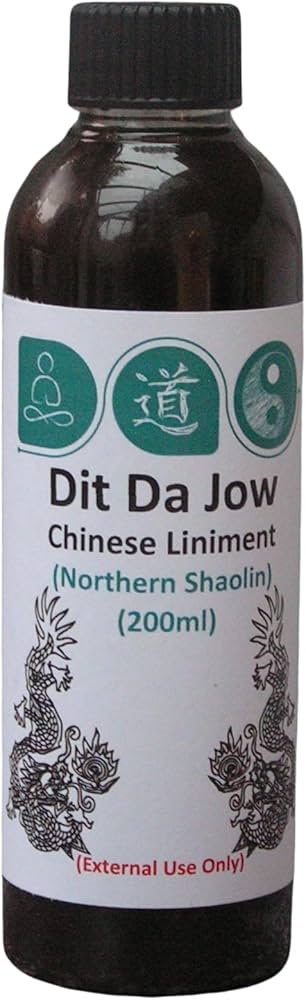 道
Dit Da Jow
Chinese Liniment
(Northern Shaolin)
(200ml)
(External Use Only)